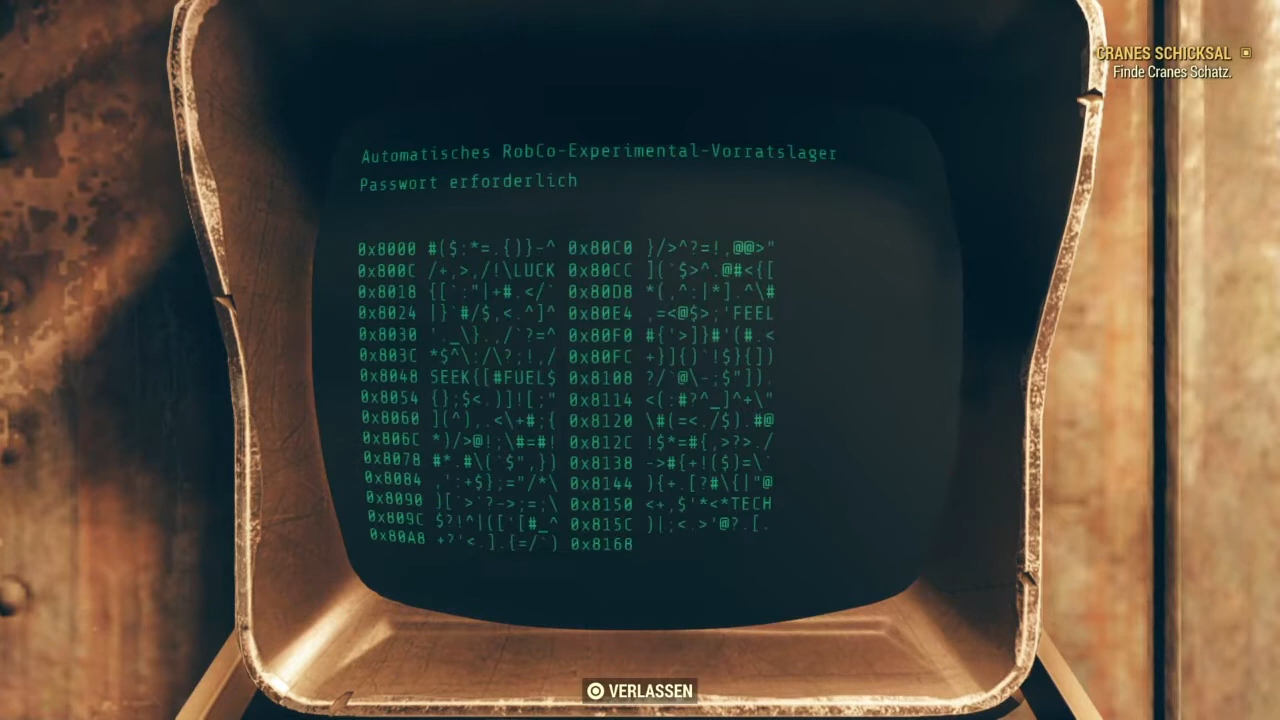 CRANES SCHICKSAL
Finde Cranes Schatz.
Automatisches RobCo-Experimental-Vorratslager
Passwort erforderlich
0x8000 #($:*=.{)}-^ 0x80C0 }/>^?=!,@@>"
0x800C /+,>,/!\LUCK 0x80CC ](`$>^.@#<{[
0x8018 {[`:"|+#.</` 0x80D8 *(,^:|*].^\#
0x8024 |}`#/$,<.^]^ 0x80E4 ,=<@$>;'FEEL
0x8030 '._\}.,/`?=^ 0x80F0 #{'>]}#'(#.<
0x803C *$^\:/\?;!,/ 0x80FC +}]{)`!$}{])
0x8048 SEEK{[#FUEL$ 0x8108 ?/`@\-;$"]).
0x8054 {};$<.)]![;" 0x8114 <(:#?^_]^+\"
0x8060 ](^),.<\+#;{ 0x8120 \#(=<./$).#@
0x806C *)/>@!;\#=#! 0x812C !$*=#{,>?>./
0x8078 #*.#\(`$",}) 0x8138 ->#{+!($)=\`
0x8084 ,':+$};="/*\ 0x8144 ){+.[?#\{|"@
0x8090 )[`>`?->;=;\ 0x8150 <+,$'*<*TECH
0x809C $?!^|(['[#_^ 0x815C )|;<.>'@?.[.
0x80A8 +?'<.].{=/`) 0x8168
VERLASSEN